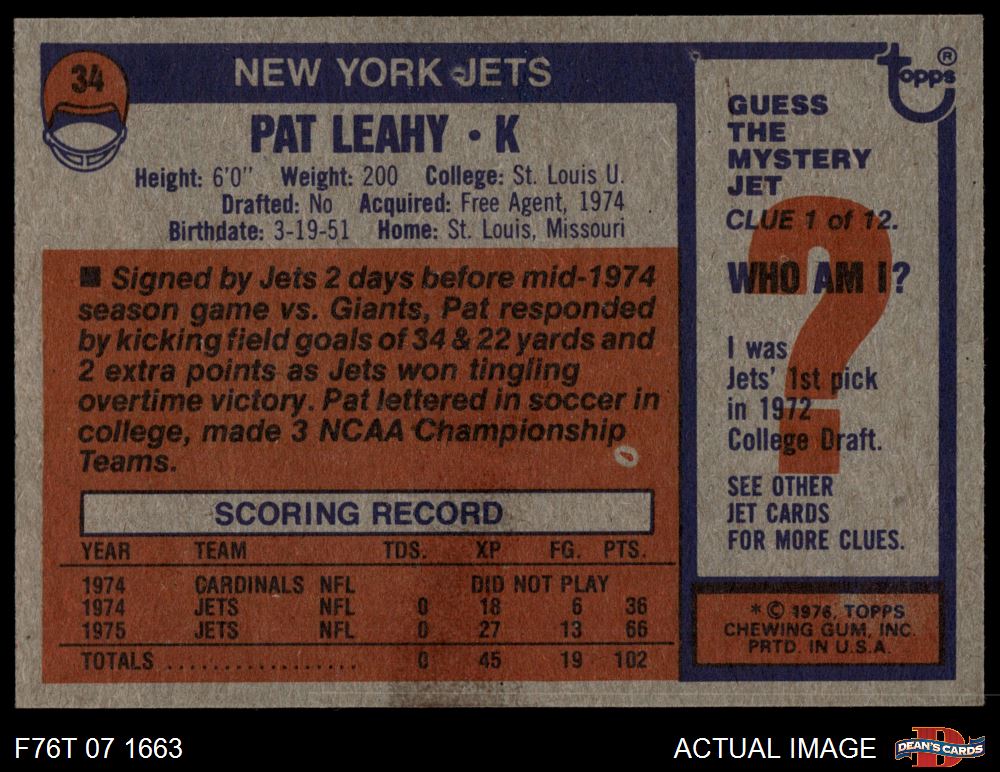 34
NEW YORK JETS
PAT LEAHY • K
Height: 6'0" Weight: 200 College: St. Louis U.
Drafted: No Acquired: Free Agent, 1974
Birthdate: 3-19-51 Home: St. Louis, Missouri
■ Signed by Jets 2 days before mid-1974
season game vs. Giants, Pat responded
by kicking field goals of 34 & 22 yards and
2 extra points as Jets won tingling
overtime victory. Pat lettered in soccer in
college, made 3 NCAA Championship
Teams.
SCORING RECORD
YEAR TEAM TDS. XP FG. PTS.
1974 CARDINALS NFL DID NOT PLAY
1974 JETS NFL 0 18 6 36
1975 JETS NFL 0 27 13 66
TOTALS .................. 0 45 19 102
topps ®
GUESS
THE
MYSTERY
JET
CLUE 1 of 12.
WHO AM I?
?
I was
Jets' 1st pick
in 1972
College Draft.
SEE OTHER
JET CARDS
FOR MORE CLUES.
* © 1976, TOPPS
CHEWING GUM, INC.
PRTD. IN U.S.A.
F76T 07 1663
ACTUAL IMAGE
D
DEAN'S CARDS